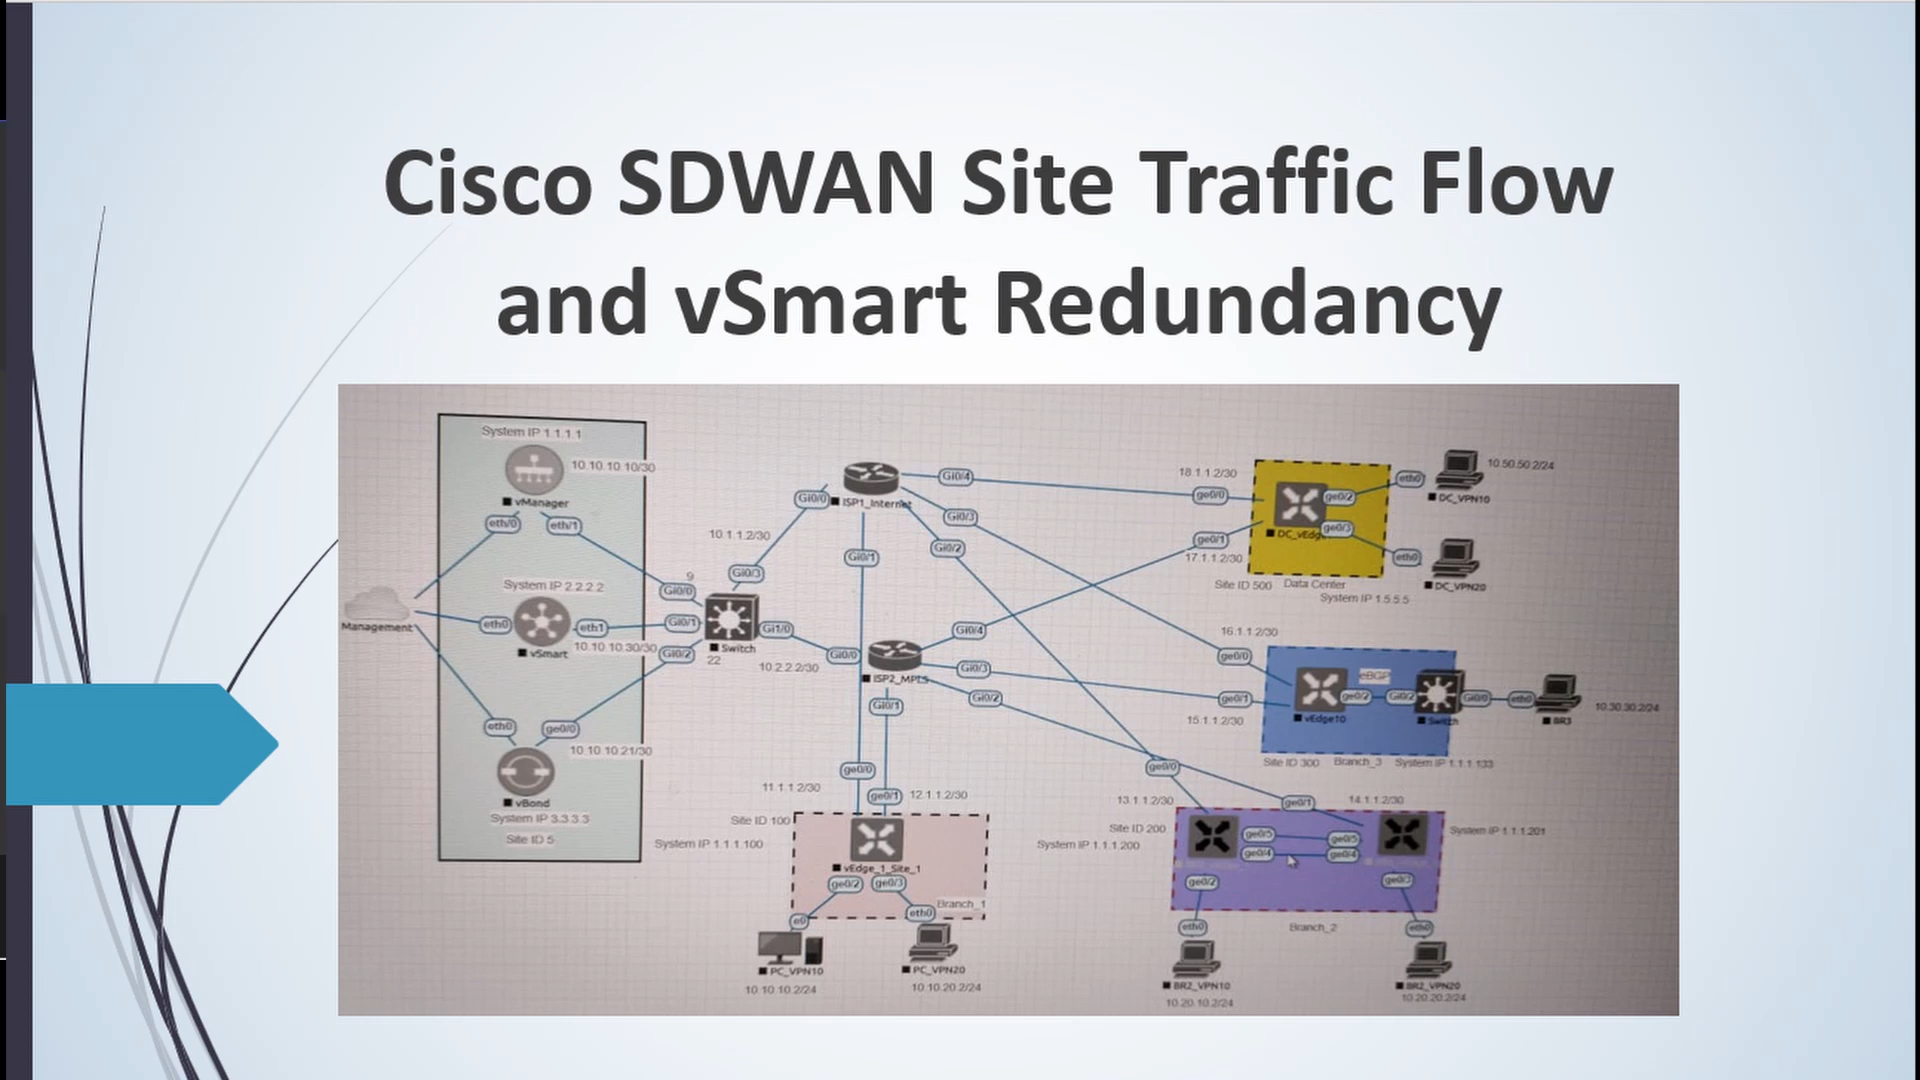 Cisco SDWAN Site Traffic Flow
and vSmart Redundancy
System IP 1.1.1.1
10.10.10.10/30
vManager
eth/0
eth/1
System IP 2.2.2.2
Management
eth0
vSmart
eth1
10.10.10.30/30
eth0
ge0/0
10.10.10.21/30
vBond
System IP 3.3.3.3
Site ID 5
9
Gi0/0
Gi0/1
Gi0/2
Switch
22
Gi0/3
10.1.1.2/30
Gi0/0
ISP1_Internet
Gi1/0
10.2.2.2/30
Gi0/0
ISP2_MPLS
Gi0/4
Gi0/3
Gi0/2
Gi0/1
Gi0/4
Gi0/3
Gi0/2
Gi0/1
18.1.1.2/30
ge0/0
ge0/1
17.1.1.2/30
DC_vEdge
ge0/2
ge0/3
eth0
eth0
10.50.50.2/24
DC_VPN10
DC_VPN20
Site ID 500
Data Center
System IP 1.5.5.5
16.1.1.2/30
ge0/0
ge0/1
15.1.1.2/30
vEdge10
eBGP
ge0/2
Gi0/2
Switch
Gi0/0
eth0
BR3
10.30.30.2/24
Site ID 300
Branch_3
System IP 1.1.1.133
ge0/0
11.1.1.2/30
ge0/1
12.1.1.2/30
Site ID 100
System IP 1.1.1.100
vEdge_1_Site_1
ge0/2
ge0/3
Branch_1
e0
eth0
PC_VPN10
10.10.10.2/24
PC_VPN20
10.10.20.2/24
ge0/0
13.1.1.2/30
ge0/1
14.1.1.2/30
Site ID 200
System IP 1.1.1.200
System IP 1.1.1.201
ge0/5
ge0/5
ge0/4
ge0/4
ge0/2
ge0/3
Branch_2
eth0
eth0
BR2_VPN10
10.20.10.2/24
BR2_VPN20
10.20.20.2/24